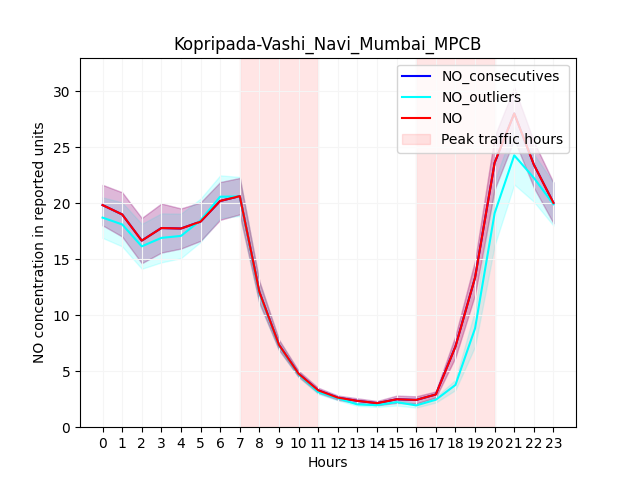 Kopripada-Vashi_Navi_Mumbai_MPCB
NO_consecutives
NO_outliers
NO
Peak traffic hours
NO concentration in reported units
30
25
20
15
10
5
0
0 1 2 3 4 5 6 7 8 9 10 11 12 13 14 15 16 17 18 19 20 21 22 23
Hours